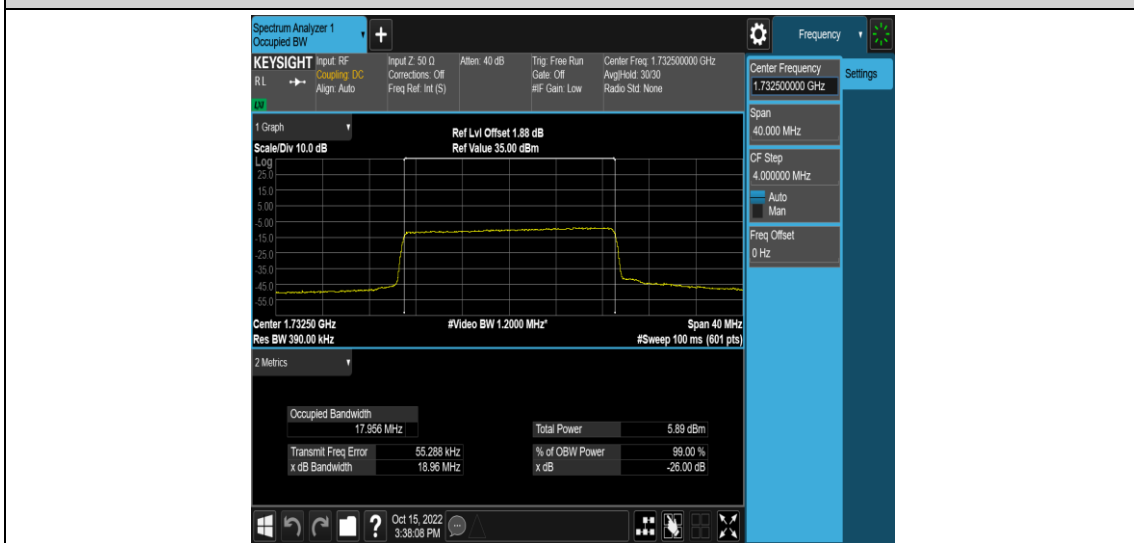 Spectrum Analyzer 1
Occupied BW
+
Frequency
KEYSIGHT
RL
LXI
Input: RF
Coupling: DC
Align: Auto
Input Z: 50 Ω
Corrections: Off
Freq Ref: Int (S)
Atten: 40 dB
Trig: Free Run
Gate: Off
#IF Gain: Low
Center Freq: 1.732500000 GHz
Avg|Hold: 30/30
Radio Std: None
Center Frequency
1.732500000 GHz
Settings
Span
40.000 MHz
CF Step
4.000000 MHz
Auto
Man
Freq Offset
0 Hz
1 Graph
Scale/Div 10.0 dB
Ref Lvl Offset 1.88 dB
Ref Value 35.00 dBm
Log
25.0
15.0
5.00
-5.00
-15.0
-25.0
-35.0
-45.0
-55.0
Center 1.73250 GHz
#Video BW 1.2000 MHz*
Span 40 MHz
Res BW 390.00 kHz
#Sweep 100 ms (601 pts)
2 Metrics
Occupied Bandwidth
17.956 MHz
Total Power 5.89 dBm
Transmit Freq Error 55.288 kHz
% of OBW Power 99.00 %
x dB Bandwidth 18.96 MHz
x dB -26.00 dB
?
Oct 15, 2022
3:38:08 PM